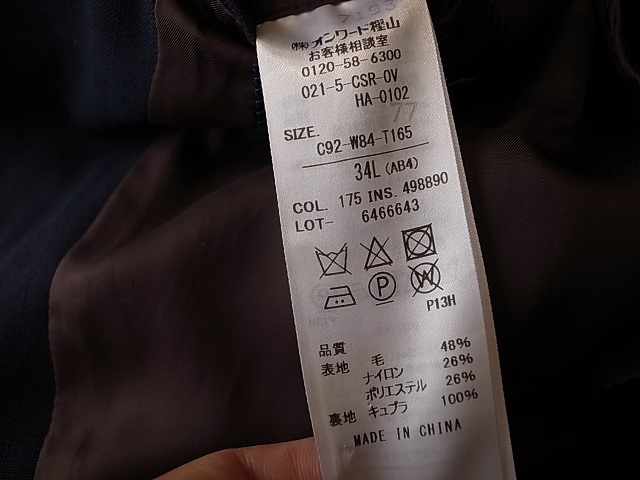 (株)オンワード樫山
お客様相談室
0120-58-6300
021-5-CSR-OV
HA-0102
77
SIZE.
C92-W84-T165
34L (AB4)
COL. 175 INS. 498890
LOT- 6466643
P
W
P13H
品質
表地 毛 48%
ナイロン 26%
ポリエステル 26%
裏地 キュプラ 100%
MADE IN CHINA